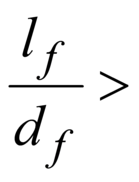 l_f / d_f >